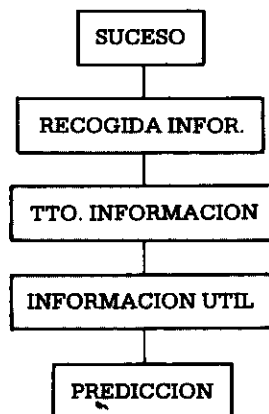 SUCESO
RECOGIDA INFOR.
TTO. INFORMACION
INFORMACION UTIL
PREDICCION